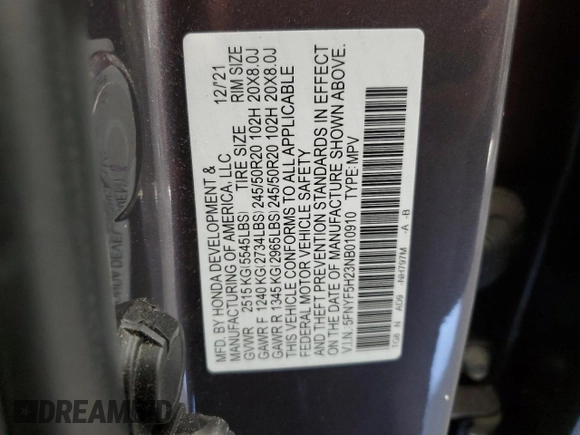 MFD. BY HONDA DEVELOPMENT & 12/21
MANUFACTURING OF AMERICA, LLC
GVWR 2515 KG(5545LBS) TIRE SIZE RIM SIZE
GAWR F 1240 KG(2734LBS) 245/50R20 102H 20X8.0J
GAWR R 1345 KG(2965LBS) 245/50R20 102H 20X8.0J
THIS VEHICLE CONFORMS TO ALL APPLICABLE
FEDERAL MOTOR VEHICLE SAFETY
AND THEFT PREVENTION STANDARDS IN EFFECT
ON THE DATE OF MANUFACTURE SHOWN ABOVE.
V.I.N.: 5FNYF5H23NB010910 TYPE: MPV
TG8 N AD9 -NH797M -A -B
DREAMBID